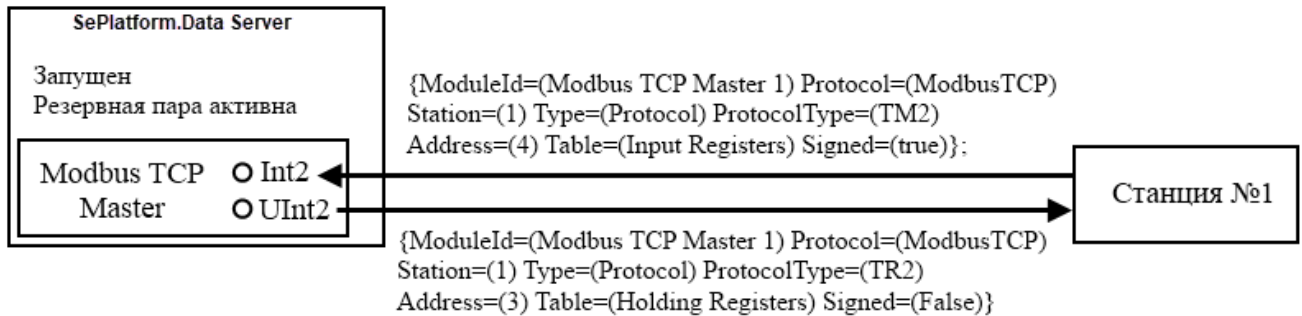 SePlatform.Data Server
Запущен
Резервная пара активна
{ModuleId=(Modbus TCP Master 1) Protocol=(ModbusTCP)
Station=(1) Type=(Protocol) ProtocolType=(TM2)
Address=(4) Table=(Input Registers) Signed=(true)};
Modbus TCP
Master
Int2
UInt2
Станция №1
{ModuleId=(Modbus TCP Master 1) Protocol=(ModbusTCP)
Station=(1) Type=(Protocol) ProtocolType=(TR2)
Address=(3) Table=(Holding Registers) Signed=(False)}